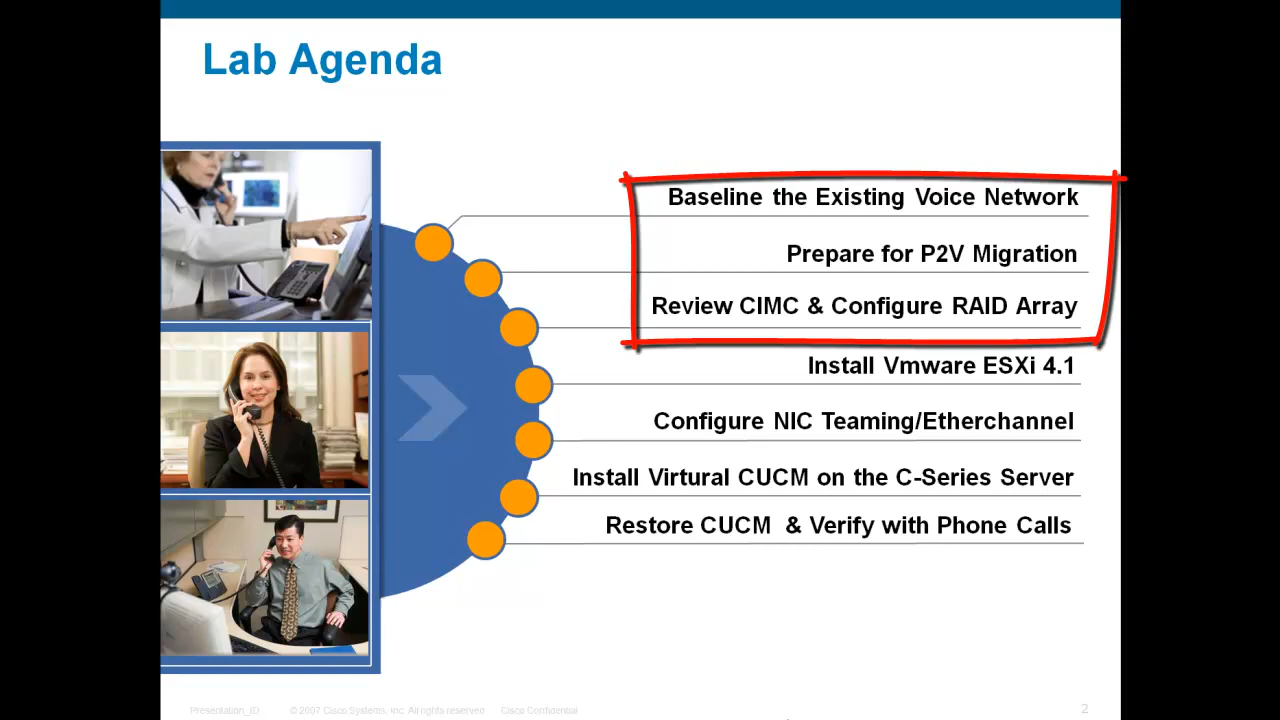 Lab Agenda
Baseline the Existing Voice Network
Prepare for P2V Migration
Review CIMC & Configure RAID Array
Install Vmware ESXi 4.1
Configure NIC Teaming/Etherchannel
Install Virtural CUCM on the C-Series Server
Restore CUCM & Verify with Phone Calls
Presentation_ID © 2007 Cisco Systems, Inc. All rights reserved. Cisco Confidential 2